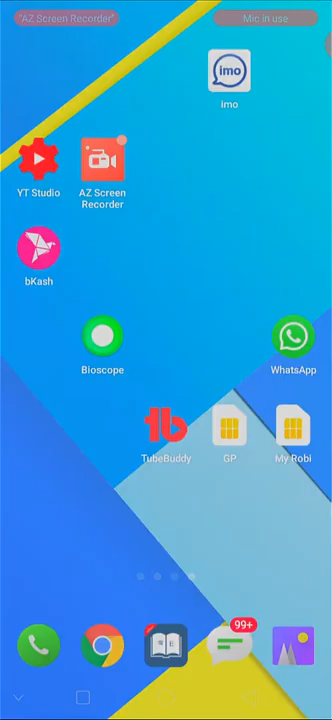 "AZ Screen Recorder"
Mic in use
imo
imo
YT Studio
AZ Screen
Recorder
bKash
Bioscope
WhatsApp
tb
TubeBuddy
GP
My Robi
99+